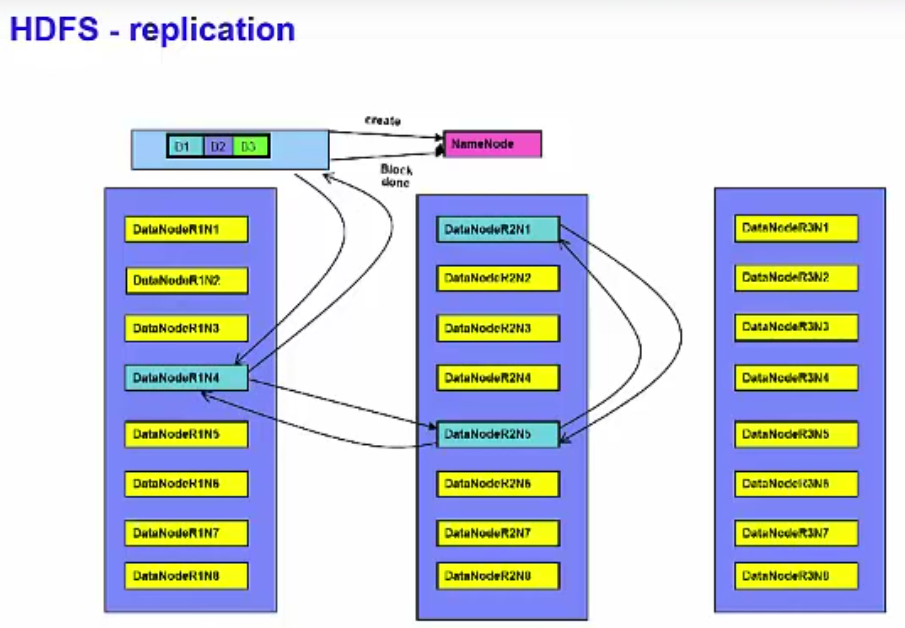 HDFS - replication
create
B1 B2 B3
NameNode
Block
done
DataNodeR1N1
DataNodeR1N2
DataNodeR1N3
DataNodeR1N4
DataNodeR1N5
DataNodeR1N6
DataNodeR1N7
DataNodeR1N8
DataNodeR2N1
DataNodeR2N2
DataNodeR2N3
DataNodeR2N4
DataNodeR2N5
DataNodeR2N6
DataNodeR2N7
DataNodeR2N8
DataNodeR3N1
DataNodeR3N2
DataNodeR3N3
DataNodeR3N4
DataNodeR3N5
DataNodeR3N6
DataNodeR3N7
DataNodeR3N8